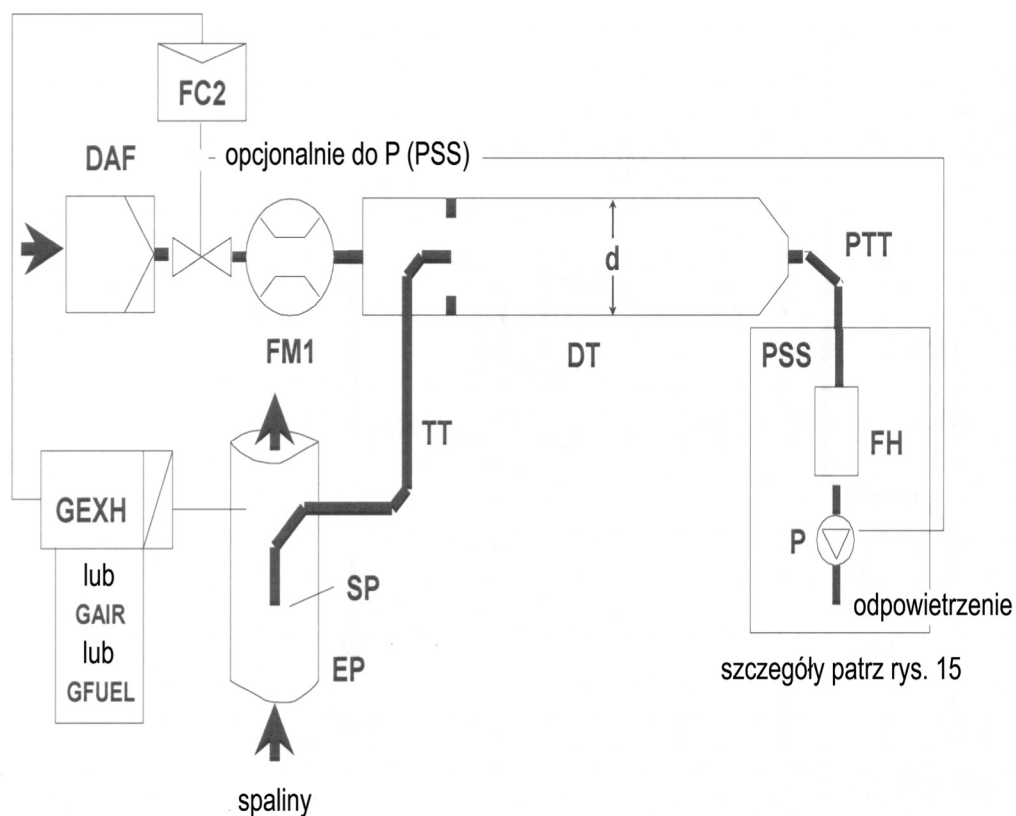 FC2
DAF
opcjonalnie do P (PSS)
PTT
d
FM1
DT
PSS
TT
FH
GEXH
P
lub
SP
odpowietrzenie
GAIR
lub
EP
szczegóły patrz rys. 15
GFUEL
spaliny